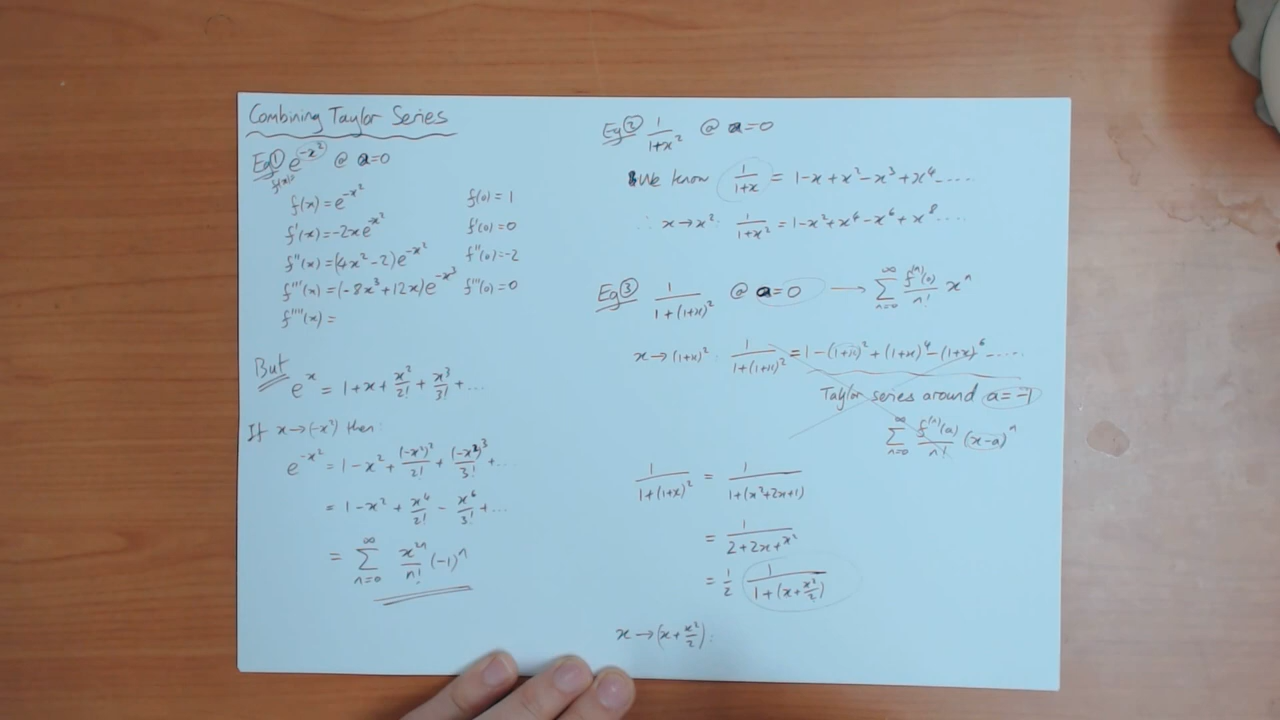 Combining Taylor Series
Eg① e^{-x²} @ a=0
f(x)=e^{-x²} f(0)=1
f'(x)=-2xe^{-x²} f'(0)=0
f''(x)=(4x²-2)e^{-x²} f''(0)=-2
f'''(x)=(-8x³+12x)e^{-x³} f'''(0)=0
f''''(x)=
But
e^x = 1+x+x²/2!+x³/3!+...
If x→(-x²) then:
e^{-x²} = 1-x²+(-x²)²/2!+(-x²)³/3!+...
= 1-x²+x⁴/2!-x⁶/3!+...
= ∑_{n=0}^{∞} x^{2n}/n! (-1)^n
Eg② 1/(1+x²) @ a=0
We know 1/(1+x) = 1-x+x²-x³+x⁴.....
∴ x→x²: 1/(1+x²) = 1-x²+x⁴-x⁶+x⁸....
Eg③ 1/(1+(1+x)²) @ a=0 → ∑_{n=0}^{∞} f^{(n)}(0)/n! x^n
x→(1+x)²: 1/(1+(1+x)²) = 1-(1+x)²+(1+x)⁴-(1+x)⁶.....
Taylor series around a=-1
∑_{n=0}^{∞} f^{(n)}(a)/n! (x-a)^n
1/(1+(1+x)²) = 1/(1+(x²+2x+1))
= 1/(2+2x+x²)
= 1/2 1/(1+(x+x²/2))
x→(x+x²/2):